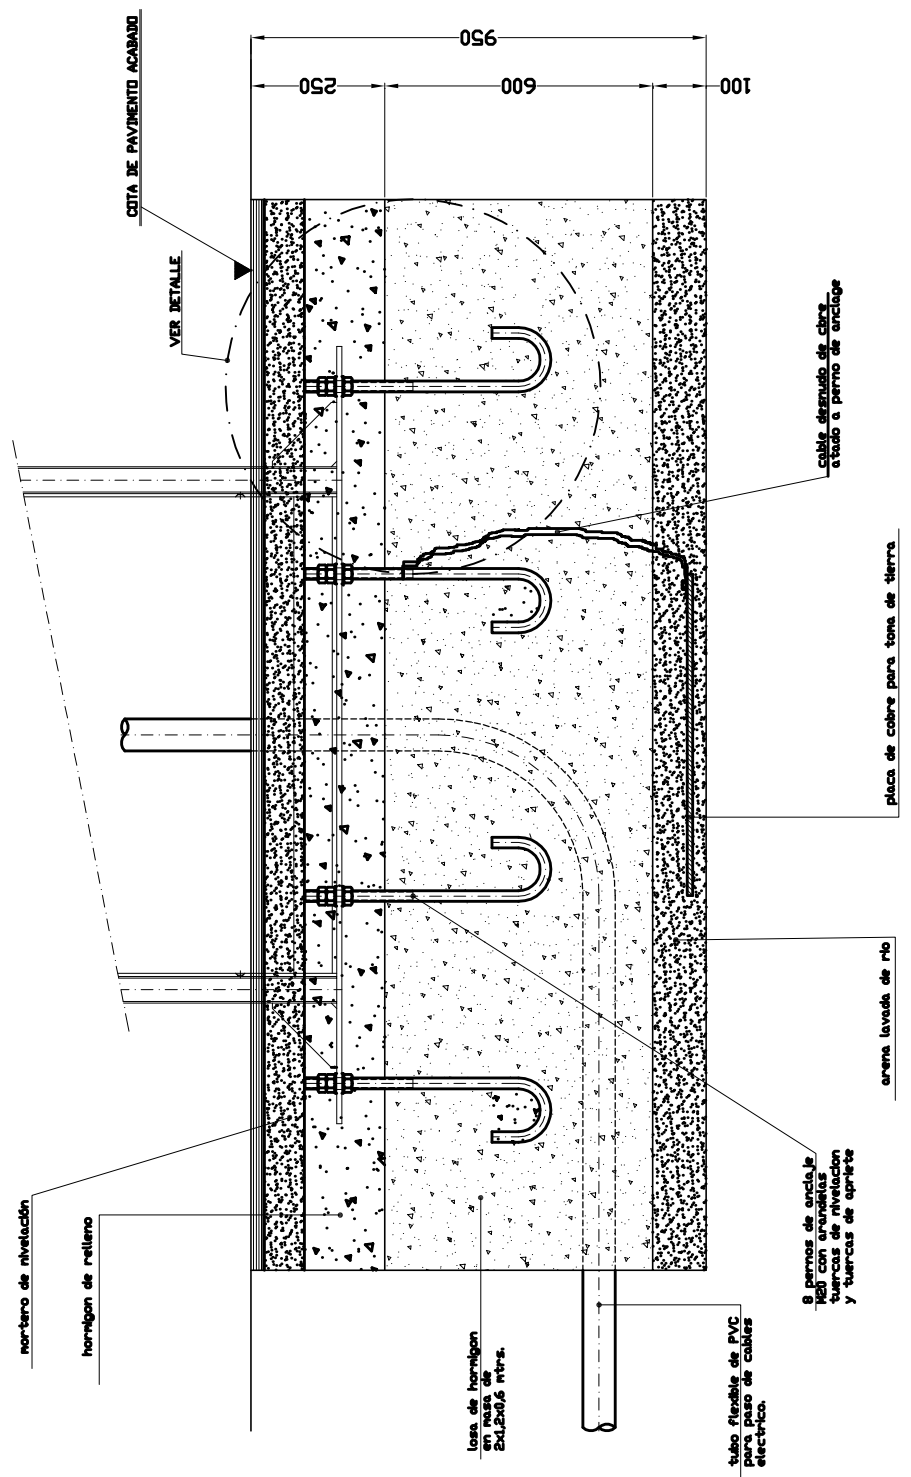 COTA DE PAVIMENTO ACABADO
VER DETALLE
950
250
600
100
cable desnudo de cbre
atado a perno de anclage
placa de cobre para toma de tierra
arena lavada de rio
8 pernos de anclaje
M20 con arandelas
tuercas de nivelacion
y tuercas de apriete
tubo flexible de PVC
para paso de cables
electrico.
losa de hormigon
en masa de
2x1,2x0,6 mtrs.
hormigon de relleno
mortero de nivelación